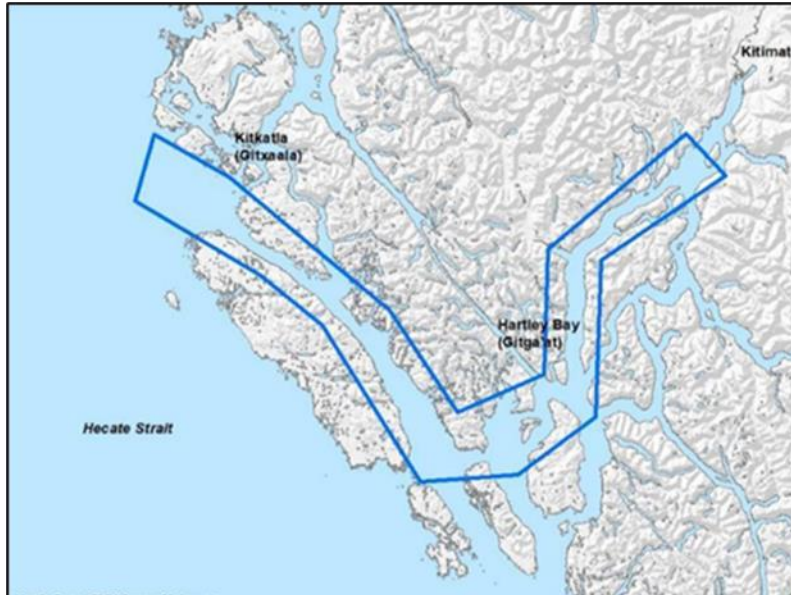 Kitimat
Kitkatla
(Gitxaala)
Hartley Bay
(Gitga'at)
Hecate Strait